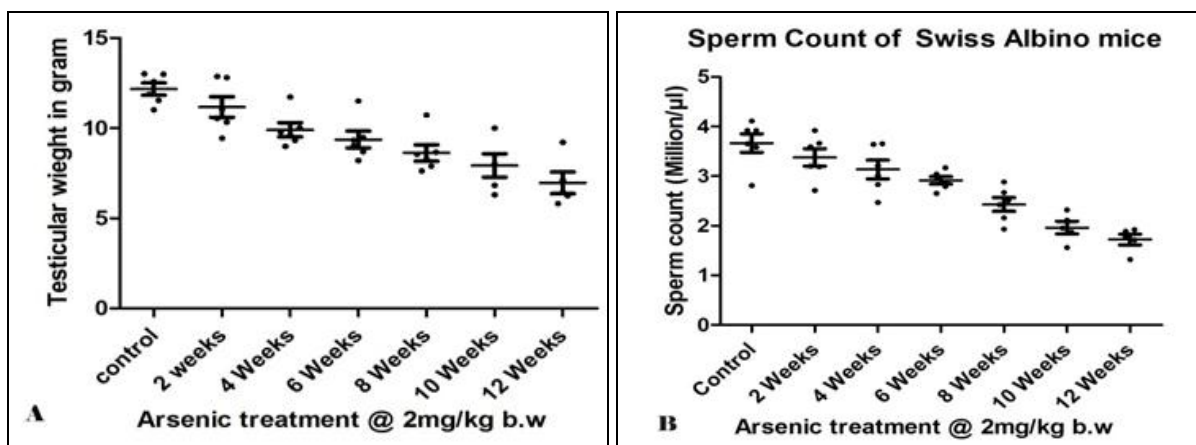 15
10
5
0
Testicular wieght in gram
control
2 weeks
4 Weeks
6 Weeks
8 Weeks
10 Weeks
12 Weeks
A
Arsenic treatment @ 2mg/kg b.w
Sperm Count of Swiss Albino mice
5
4
3
2
1
0
Sperm count (Million/µl)
Control
2 Weeks
4 Weeks
6 Weeks
8 Weeks
10 Weeks
12 Weeks
B
Arsenic treatment @ 2mg/kg b.w